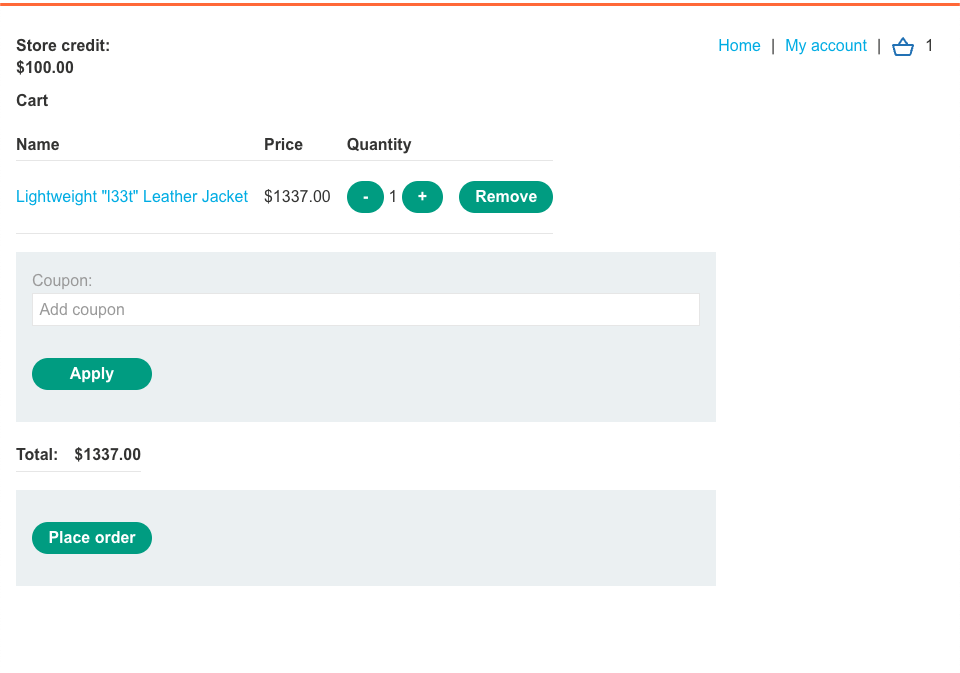 Store credit:
$100.00
Home | My account | 1
Cart
Name Price Quantity
Lightweight "l33t" Leather Jacket $1337.00 - 1 + Remove
Coupon:
Add coupon
Apply
Total: $1337.00
Place order